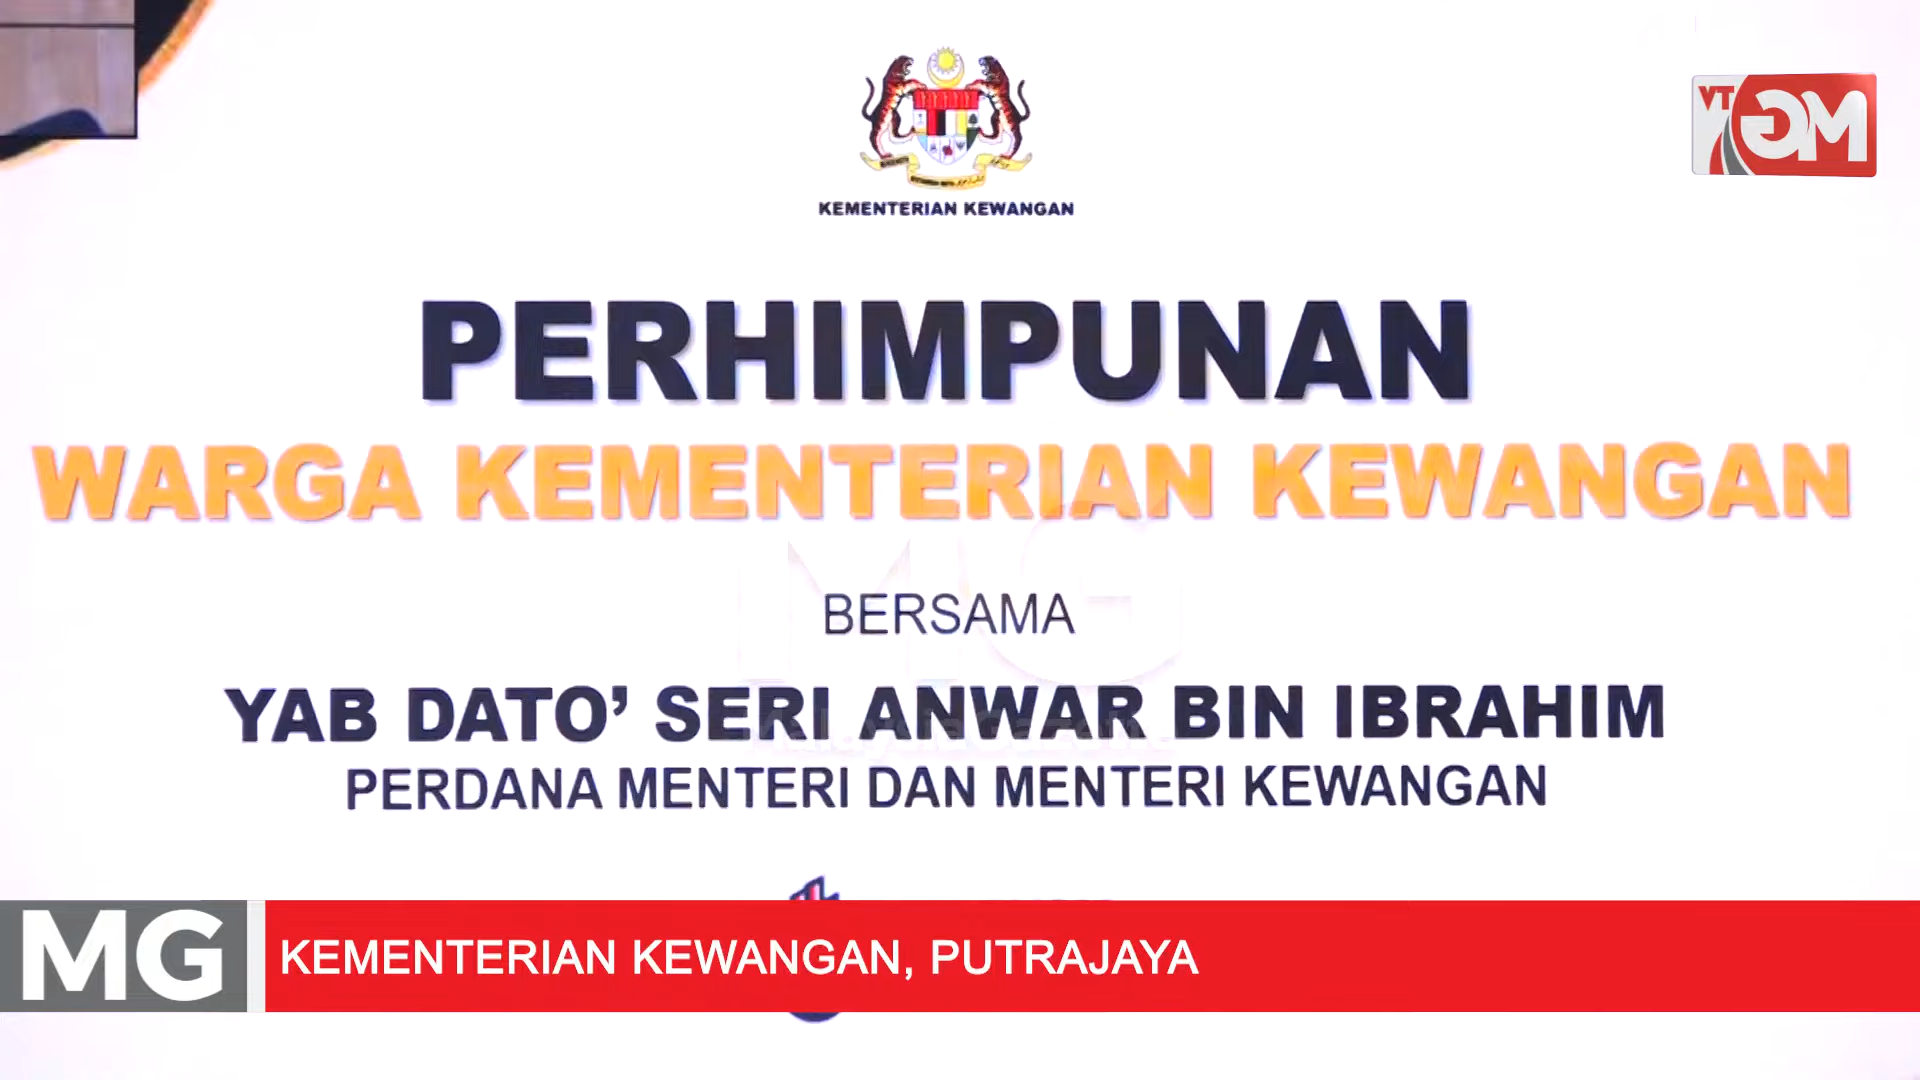 KEMENTERIAN KEWANGAN
PERHIMPUNAN
WARGA KEMENTERIAN KEWANGAN
BERSAMA
YAB DATO’ SERI ANWAR BIN IBRAHIM
PERDANA MENTERI DAN MENTERI KEWANGAN
MG
MG KEMENTERIAN KEWANGAN, PUTRAJAYA